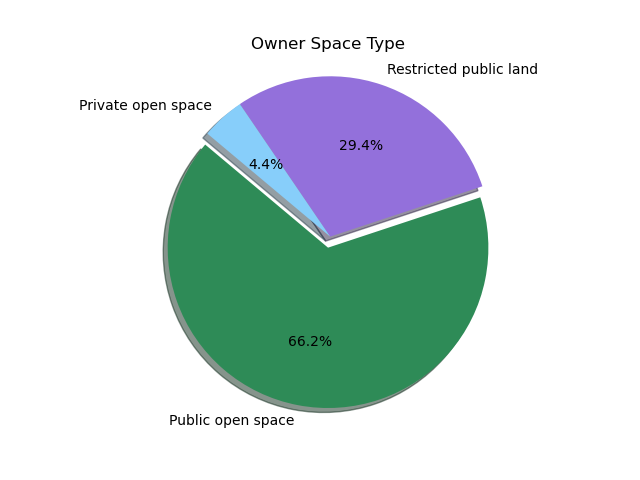 Owner Space Type
Restricted public land
Private open space
29.4%
4.4%
66.2%
Public open space